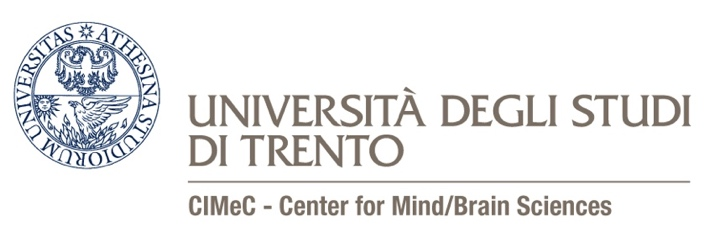 ATHESINA STUDIORUM UNIVERSITAS
UNIVERSITÀ DEGLI STUDI
DI TRENTO
CIMeC - Center for Mind/Brain Sciences